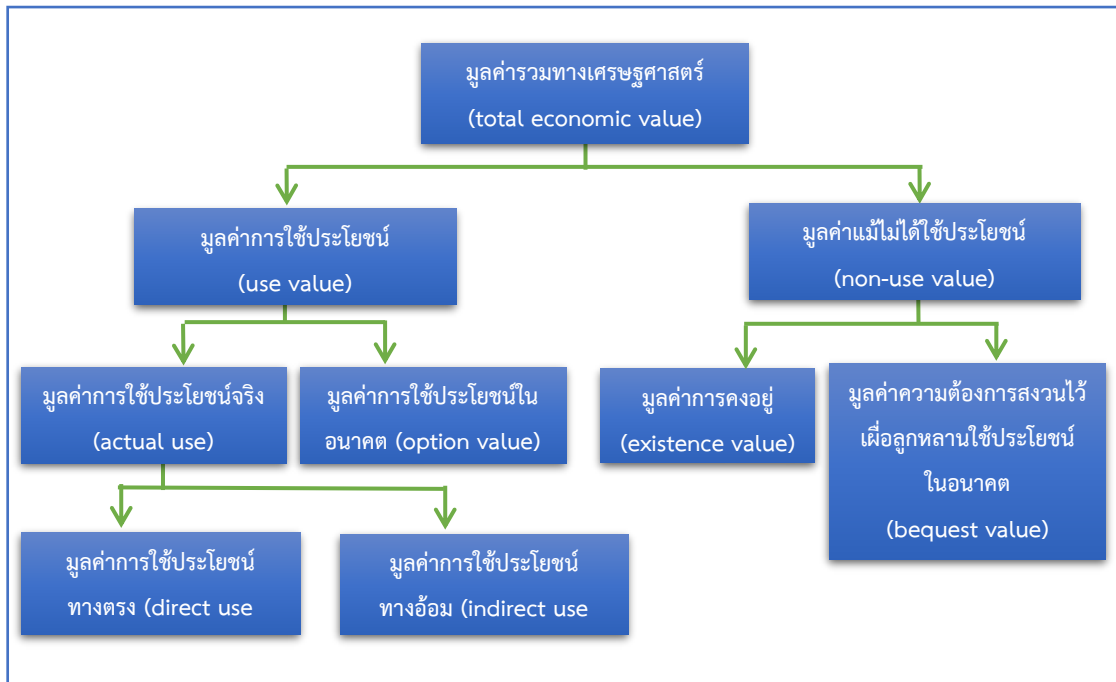 มูลค่ารวมทางเศรษฐศาสตร์
(total economic value)
มูลค่าการใช้ประโยชน์
(use value)
มูลค่าแม้ไม่ได้ใช้ประโยชน์
(non-use value)
มูลค่าการใช้ประโยชน์จริง
(actual use)
มูลค่าการใช้ประโยชน์ใน
อนาคต (option value)
มูลค่าการคงอยู่
(existence value)
มูลค่าความต้องการสงวนไว้
เผื่อลูกหลานใช้ประโยชน์
ในอนาคต
(bequest value)
มูลค่าการใช้ประโยชน์
ทางตรง (direct use
มูลค่าการใช้ประโยชน์
ทางอ้อม (indirect use